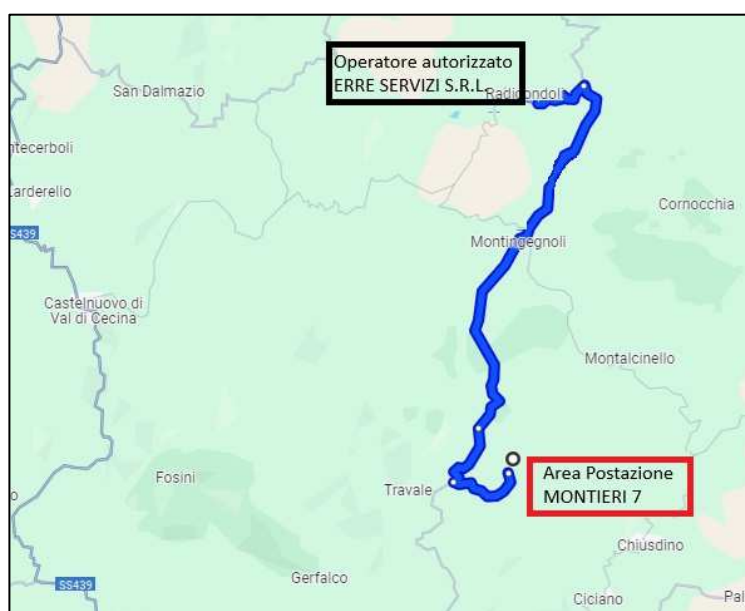 Operatore autorizzato
ERRE SERVIZI S.R.L.
San Dalmazio
Radicondoli
ntecerboli
Larderello
Cornocchia
SS439
Montingegnoli
Castelnuovo di
Val di Cecina
Montalcinello
Fosini
Travale
Area Postazione
MONTIERI 7
Chiusdino
Gerfalco
SS439
Ciciano
Pal